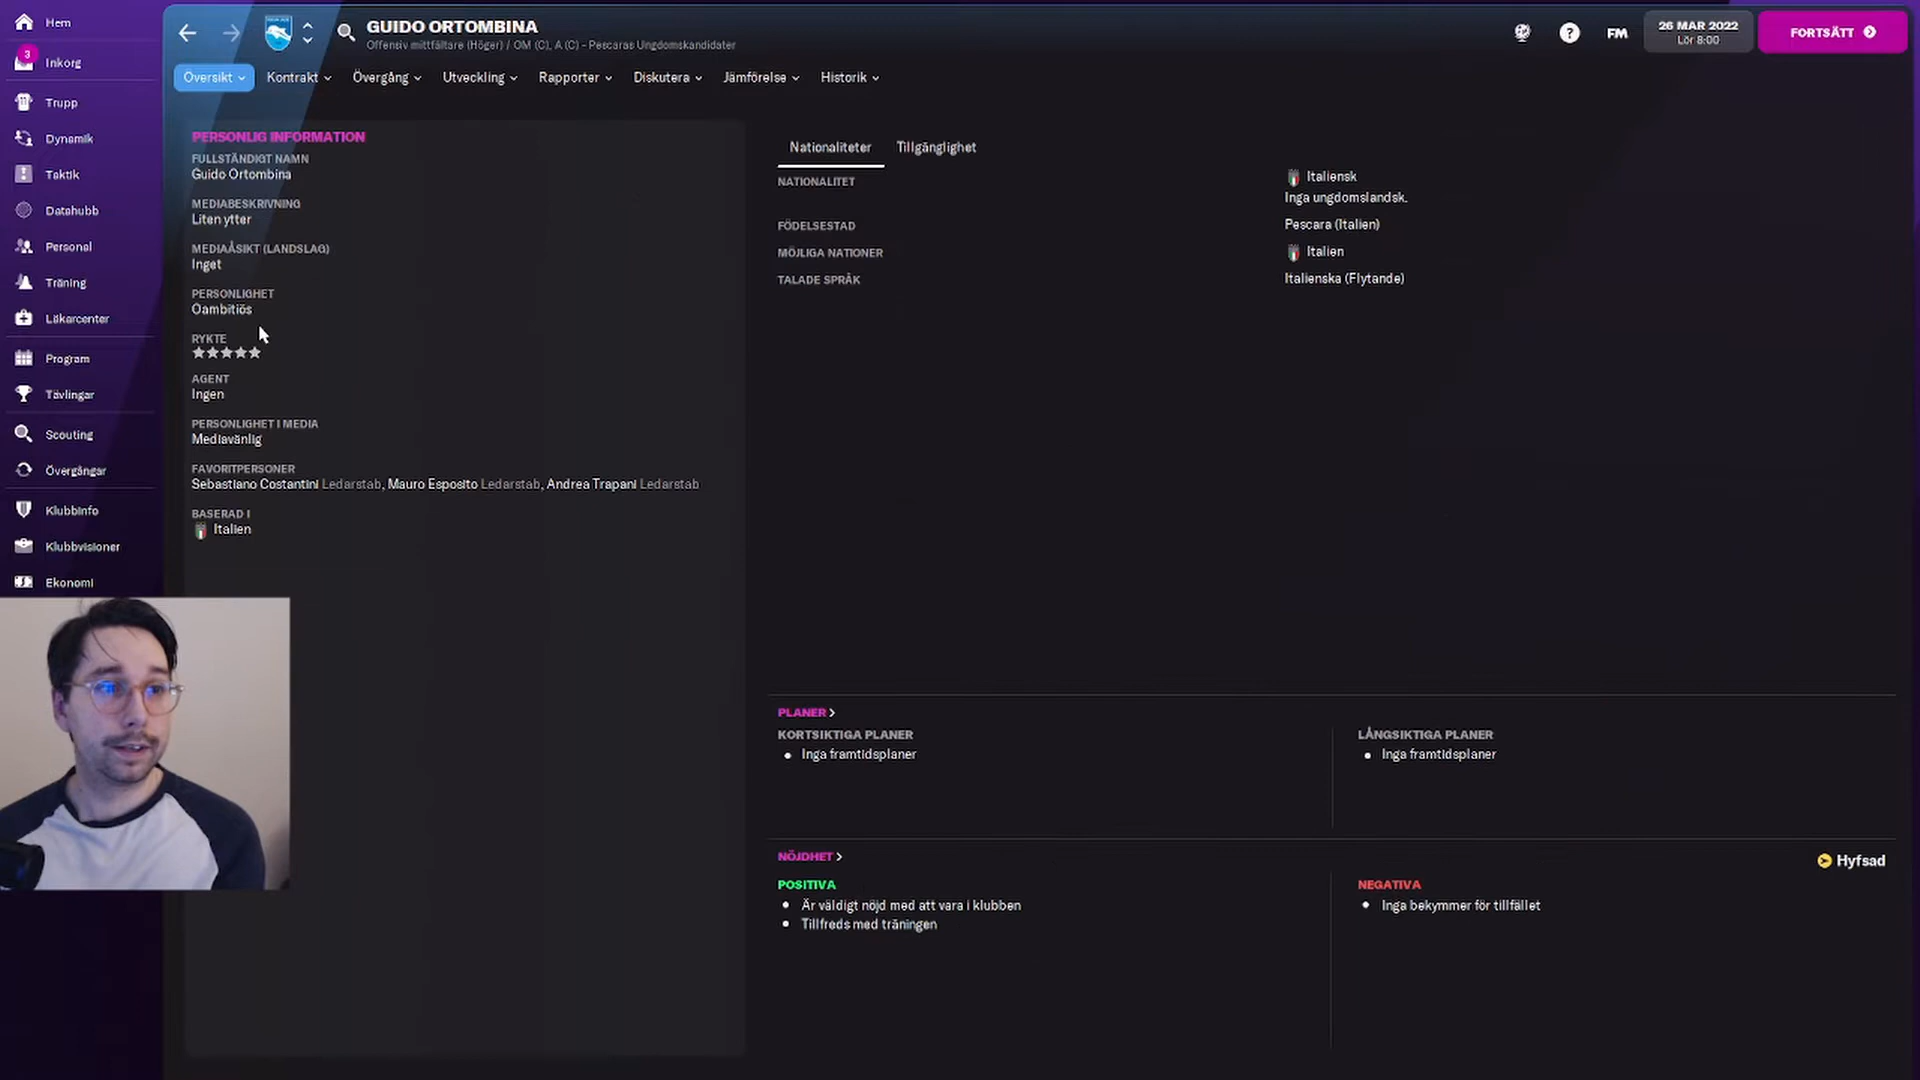 Hem
3
Inkorg
Trupp
Dynamik
Taktik
Datahubb
Personal
Träning
Läkarcenter
Program
Tävlingar
Scouting
Övergångar
Klubbinfo
Klubbvisioner
Ekonomi
GUIDO ORTOMBINA
Offensiv mittfältare (Höger) / OM (C), A (C) - Pescaras Ungdomskandidater
FM
26 MAR 2022
Lör 8:00
FORTSÄTT
Översikt
Kontrakt
Övergång
Utveckling
Rapporter
Diskutera
Jämförelse
Historik
PERSONLIG INFORMATION
FULLSTÄNDIGT NAMN
Guido Ortombina
MEDIABESKRIVNING
Liten ytter
MEDIAÅSIKT (LANDSLAG)
Inget
PERSONLIGHET
Oambitiös
RYKTE
AGENT
Ingen
PERSONLIGHET I MEDIA
Mediavänlig
FAVORITPERSONER
Sebastiano Costantini Ledarstab, Mauro Esposito Ledarstab, Andrea Trapani Ledarstab
BASERAD I
Italien
Nationaliteter
Tillgänglighet
NATIONALITET
Italiensk
Inga ungdomslandsk.
FÖDELSESTAD
Pescara (Italien)
MÖJLIGA NATIONER
Italien
TALADE SPRÅK
Italienska (Flytande)
PLANER
KORTSIKTIGA PLANER
Inga framtidsplaner
LÅNGSIKTIGA PLANER
Inga framtidsplaner
NÖJDHET
Hyfsad
POSITIVA
Är väldigt nöjd med att vara i klubben
Tillfreds med träningen
NEGATIVA
Inga bekymmer för tillfället